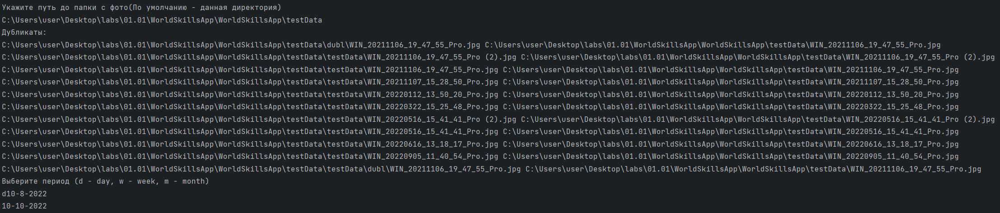 Укажите путь до папки с фото(По умолчанию - данная директория)
C:\Users\user\Desktop\labs\01.01\WorldSkillsApp\WorldSkillsApp\testData
Дубликаты:
C:\Users\user\Desktop\labs\01.01\WorldSkillsApp\WorldSkillsApp\testData\dubl\WIN_20211106_19_47_55_Pro.jpg C:\Users\user\Desktop\labs\01.01\WorldSkillsApp\WorldSkillsApp\testData\WIN_20211106_19_47_55_Pro.jpg
C:\Users\user\Desktop\labs\01.01\WorldSkillsApp\WorldSkillsApp\testData\testData\WIN_20211106_19_47_55_Pro (2).jpg C:\Users\user\Desktop\labs\01.01\WorldSkillsApp\WorldSkillsApp\testData\WIN_20211106_19_47_55_Pro (2).jpg
C:\Users\user\Desktop\labs\01.01\WorldSkillsApp\WorldSkillsApp\testData\testData\WIN_20211106_19_47_55_Pro.jpg C:\Users\user\Desktop\labs\01.01\WorldSkillsApp\WorldSkillsApp\testData\WIN_20211106_19_47_55_Pro.jpg
C:\Users\user\Desktop\labs\01.01\WorldSkillsApp\WorldSkillsApp\testData\testData\WIN_20211107_15_28_50_Pro.jpg C:\Users\user\Desktop\labs\01.01\WorldSkillsApp\WorldSkillsApp\testData\WIN_20211107_15_28_50_Pro.jpg
C:\Users\user\Desktop\labs\01.01\WorldSkillsApp\WorldSkillsApp\testData\testData\WIN_20220112_13_50_20_Pro.jpg C:\Users\user\Desktop\labs\01.01\WorldSkillsApp\WorldSkillsApp\testData\WIN_20220112_13_50_20_Pro.jpg
C:\Users\user\Desktop\labs\01.01\WorldSkillsApp\WorldSkillsApp\testData\testData\WIN_20220322_15_25_48_Pro.jpg C:\Users\user\Desktop\labs\01.01\WorldSkillsApp\WorldSkillsApp\testData\WIN_20220322_15_25_48_Pro.jpg
C:\Users\user\Desktop\labs\01.01\WorldSkillsApp\WorldSkillsApp\testData\testData\WIN_20220516_15_41_41_Pro (2).jpg C:\Users\user\Desktop\labs\01.01\WorldSkillsApp\WorldSkillsApp\testData\WIN_20220516_15_41_41_Pro (2).jpg
C:\Users\user\Desktop\labs\01.01\WorldSkillsApp\WorldSkillsApp\testData\testData\WIN_20220516_15_41_41_Pro.jpg C:\Users\user\Desktop\labs\01.01\WorldSkillsApp\WorldSkillsApp\testData\WIN_20220516_15_41_41_Pro.jpg
C:\Users\user\Desktop\labs\01.01\WorldSkillsApp\WorldSkillsApp\testData\testData\WIN_20220616_13_18_17_Pro.jpg C:\Users\user\Desktop\labs\01.01\WorldSkillsApp\WorldSkillsApp\testData\WIN_20220616_13_18_17_Pro.jpg
C:\Users\user\Desktop\labs\01.01\WorldSkillsApp\WorldSkillsApp\testData\testData\WIN_20220905_11_40_54_Pro.jpg C:\Users\user\Desktop\labs\01.01\WorldSkillsApp\WorldSkillsApp\testData\WIN_20220905_11_40_54_Pro.jpg
C:\Users\user\Desktop\labs\01.01\WorldSkillsApp\WorldSkillsApp\testData\testData\dubl\WIN_20211106_19_47_55_Pro.jpg C:\Users\user\Desktop\labs\01.01\WorldSkillsApp\WorldSkillsApp\testData\WIN_20211106_19_47_55_Pro.jpg
Выберите период (d - day, w - week, m - month)
d10-8-2022
10-10-2022